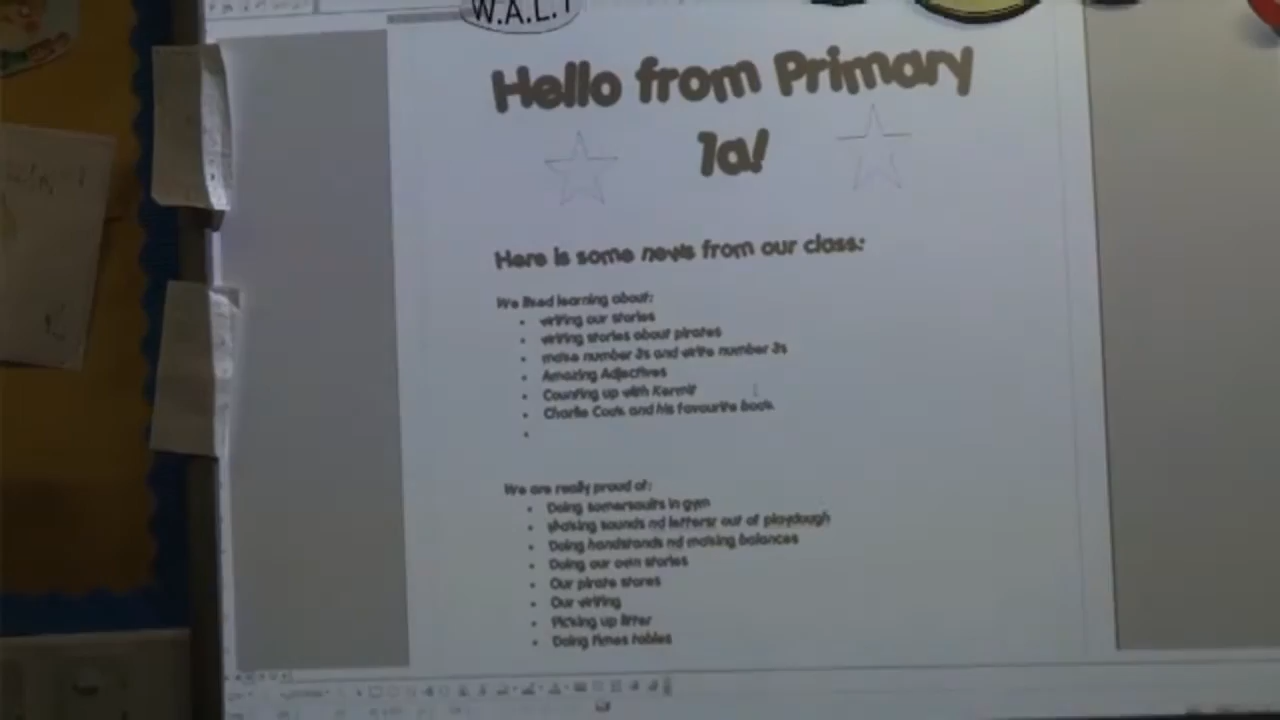 W.A.L.T
Hello from Primary
1a!
Here is some news from our class:
We liked learning about:
writing our stories
writing stories about pirates
make number 3s and write number 3s
Amazing Adjectives
Counting up with Kermit
Charlie Cook and his favourite book.
We are really proud of:
Doing somersaults in gym
Making sounds nd letters out of playdough
Doing handstands nd making balances
Doing our own stories
Our pirate stores
Our writing
Picking up litter
Doing times tables